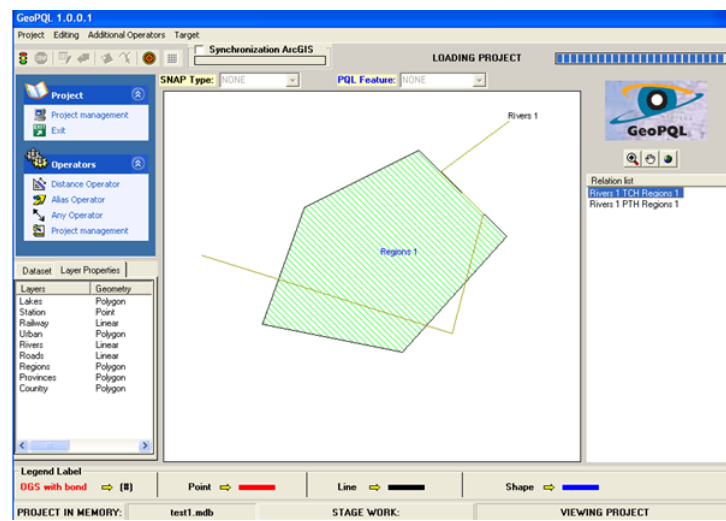 GeoPQL 1.0.0.1
Project Editing Additional Operators Target
Synchronization ArcGIS
LOADING PROJECT
SNAP Type: NONE PQL Feature: NONE
Project
Project management
Exit
Operators
Distance Operator
Alias Operator
Any Operator
Project management
Dataset Layer Properties
Layers Geometry
Lakes Polygon
Station Point
Railway Linear
Urban Polygon
Rivers Linear
Roads Linear
Regions Polygon
Provinces Polygon
Country Polygon
Rivers 1
Regions 1
GeoPQL
Relation list
Rivers 1 TCH Regions 1
Rivers 1 PTH Regions 1
Legend Label
OGS with bond (#) Point Line Shape
PROJECT IN MEMORY: test1.mdb STAGE WORK: VIEWING PROJECT